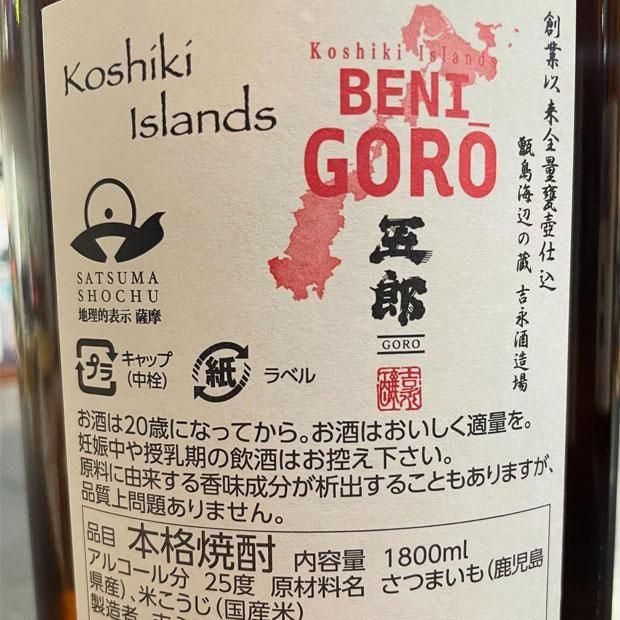 Koshiki
Islands
Koshiki Islands
BENI_
GORŌ
五郎
GORO
創業以来全量甕壺仕込
甑島海辺の蔵 吉永酒造場
SATSUMA
SHOCHU
地理的表示 薩摩
プラ
キャップ
(中栓)
紙
ラベル
お酒は20歳になってから。お酒はおいしく適量を。
妊娠中や授乳期の飲酒はお控え下さい。
原料に由来する香味成分が析出することもありますが、
品質上問題ありません。
品目 本格焼酎 内容量 1800ml
アルコール分 25度 原材料名 さつまいも(鹿児島
県産)、米こうじ(国産米)
製造者